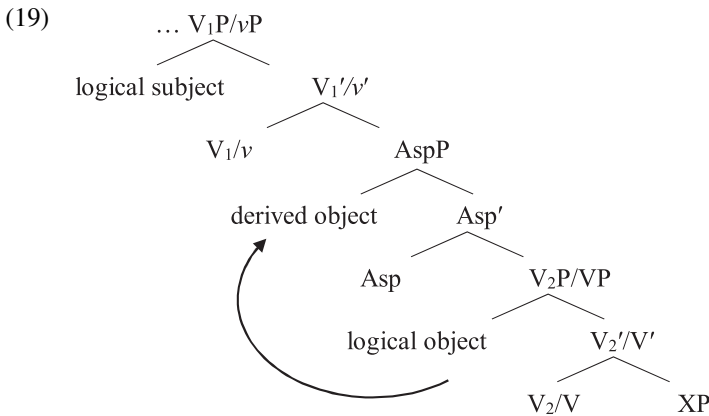 (19) … V₁P/vP
logical subject V₁′/v′
V₁/v AspP
derived object Asp′
Asp V₂P/VP
logical object V₂′/V′
V₂/V XP